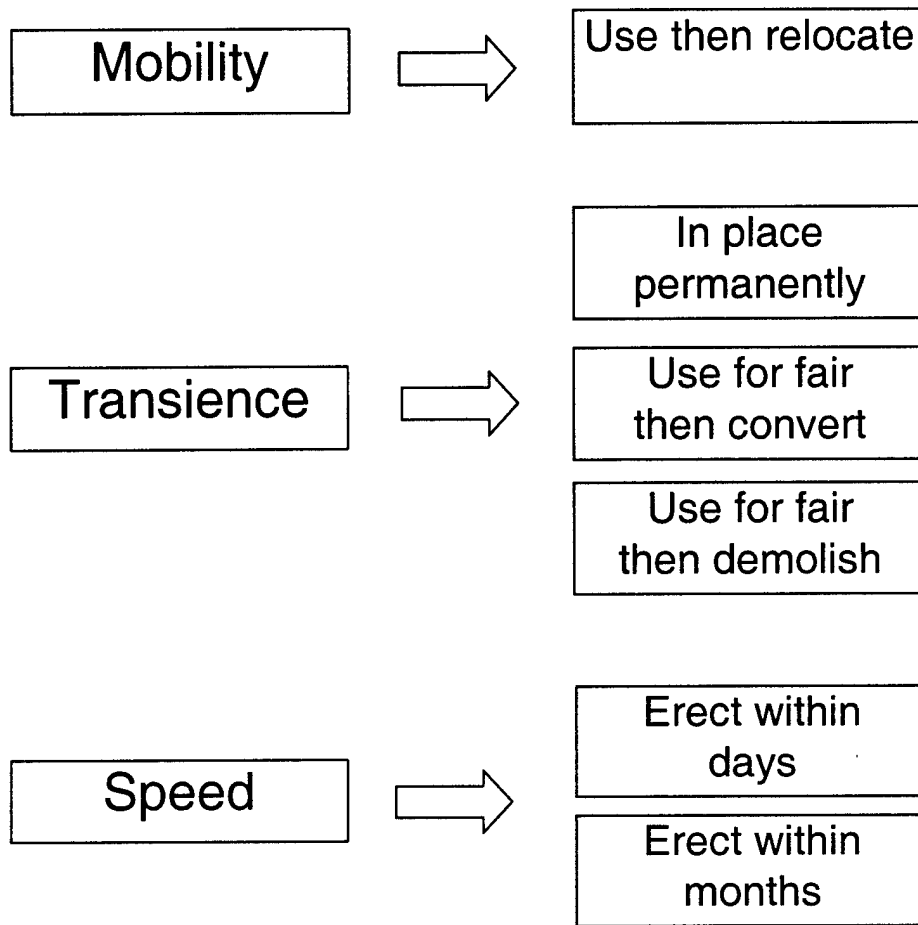 Mobility
Use then relocate
In place
permanently
Transience
Use for fair
then convert
Use for fair
then demolish
Speed
Erect within
days
Erect within
months